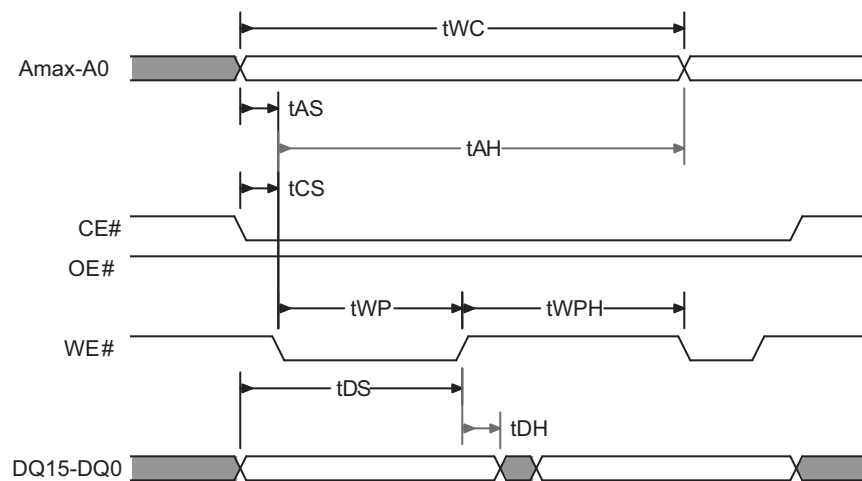 tWC
Amax-A0
tAS
tAH
tCS
CE#
OE#
tWP
tWPH
WE#
tDS
tDH
DQ15-DQ0